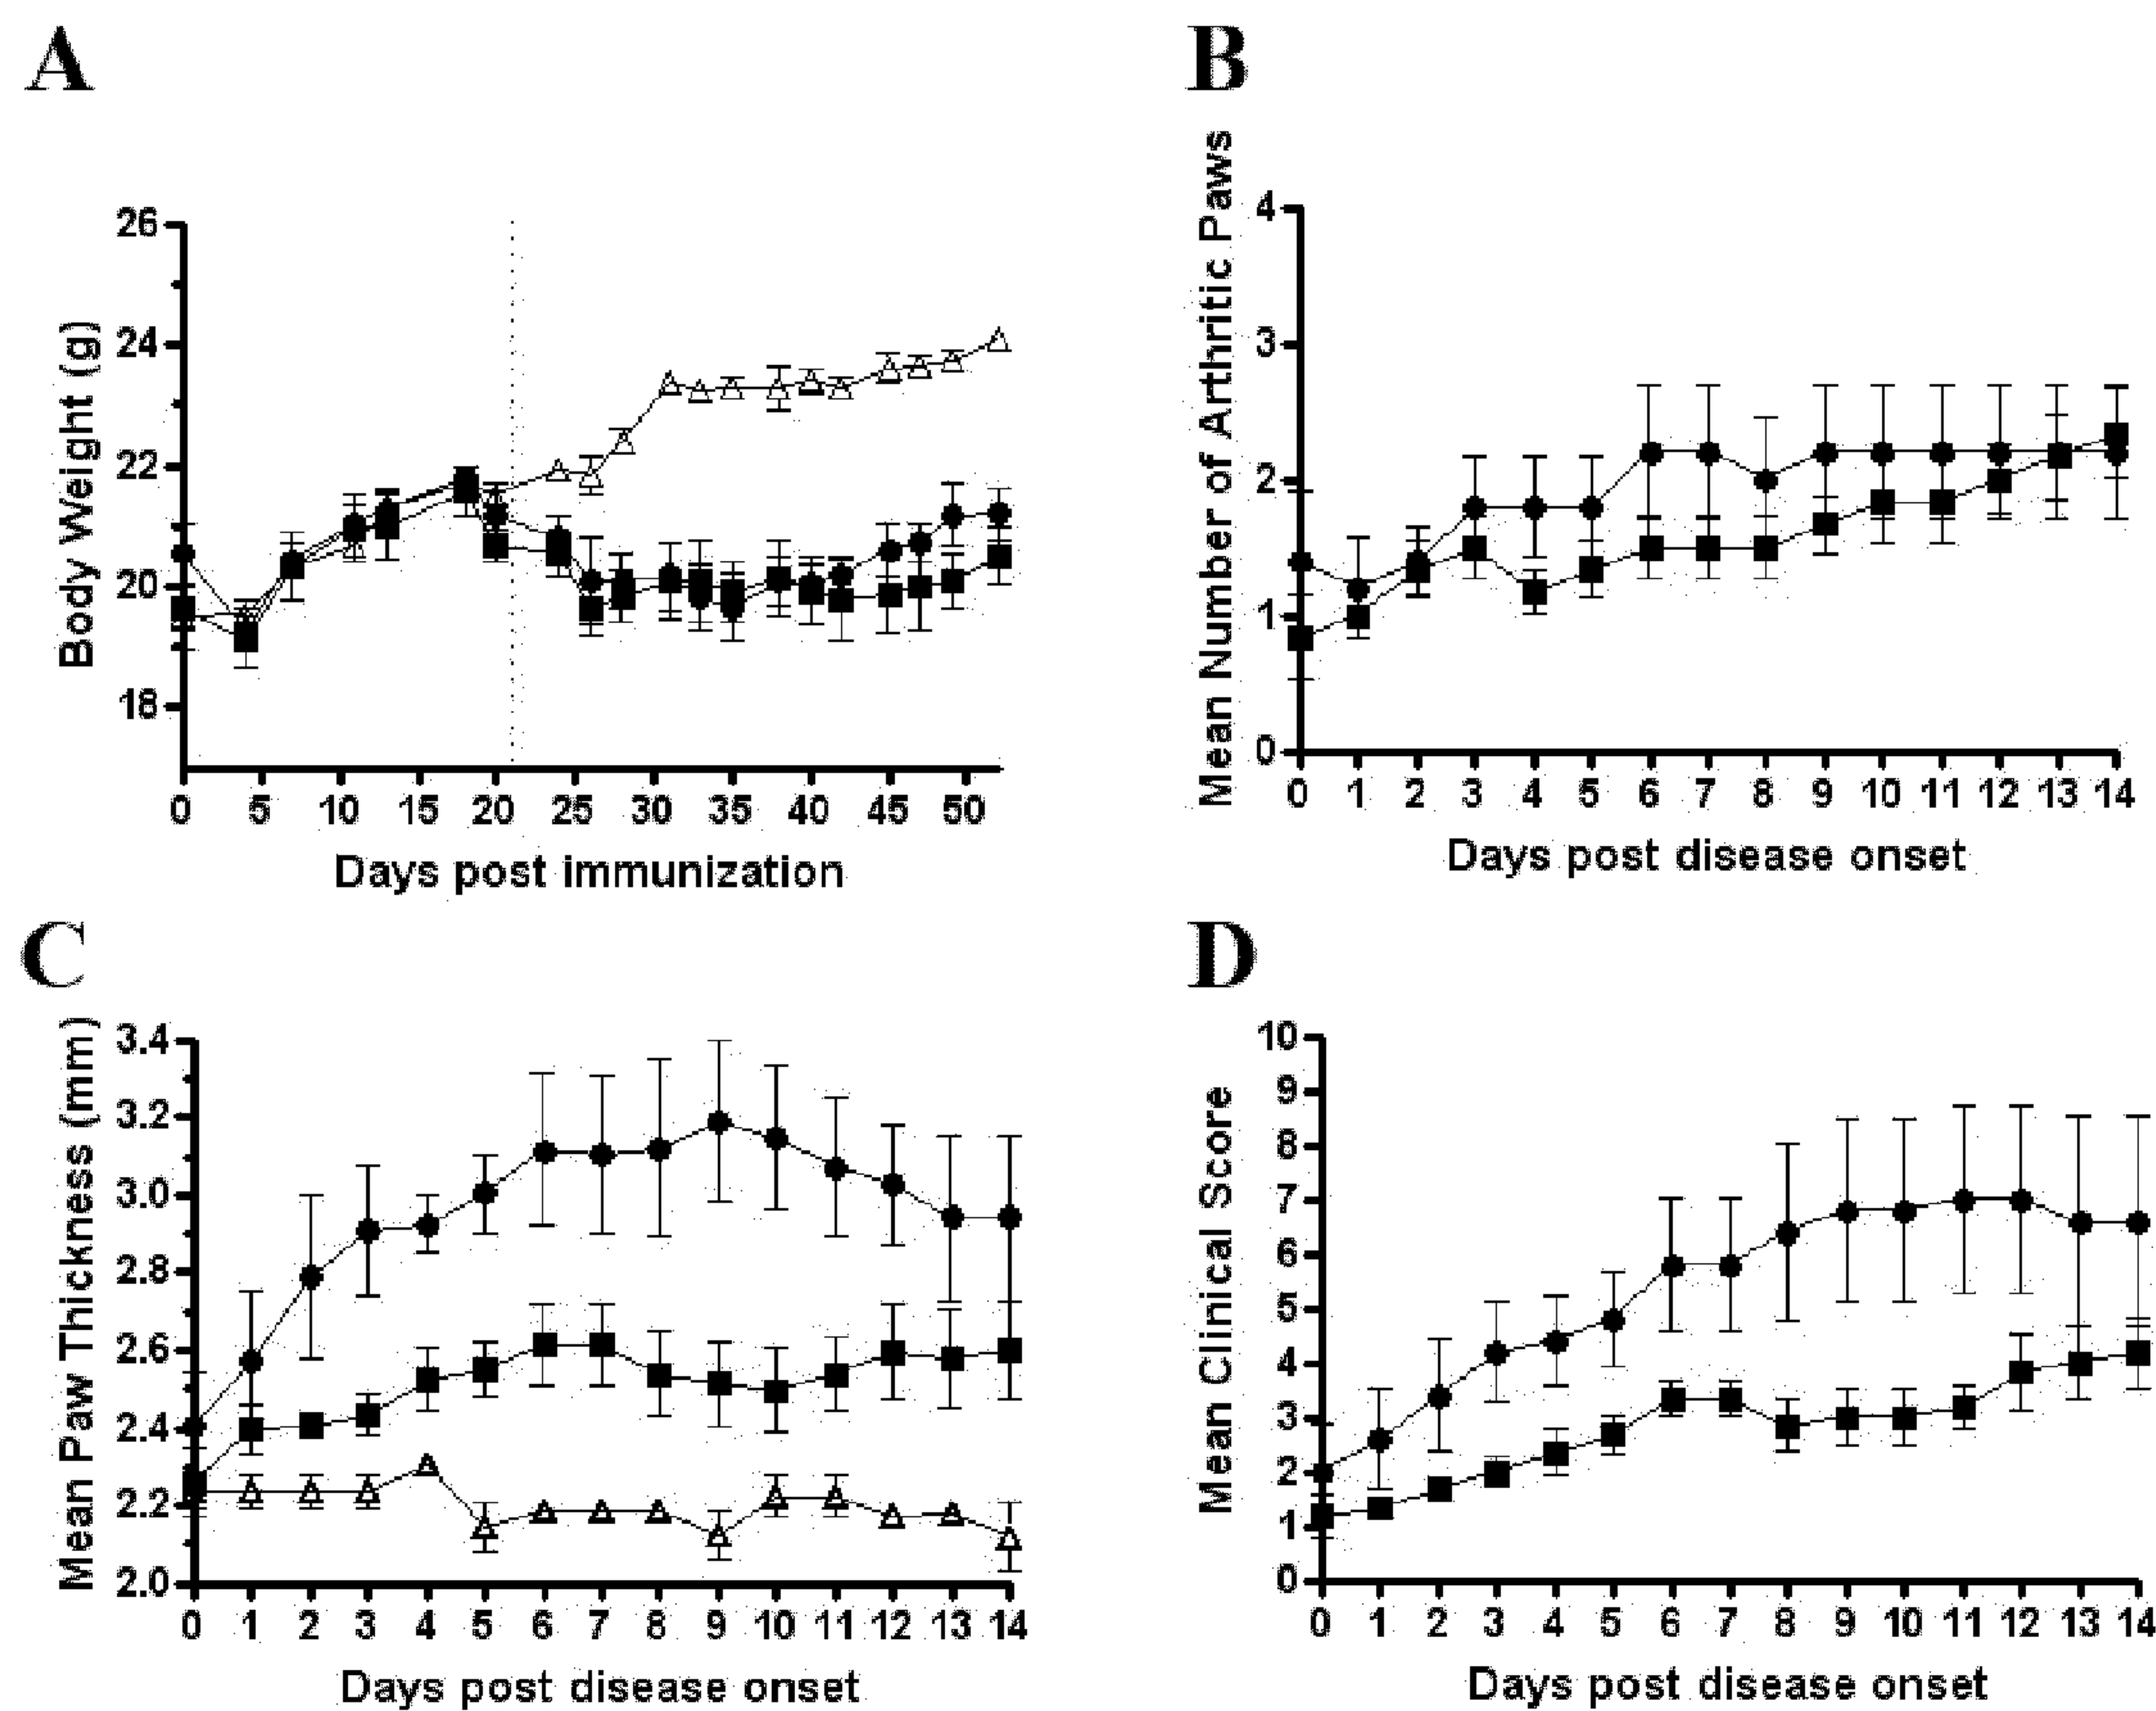 A
Body Weight (g)
26
24
22
20
18
0 5 10 15 20 25 30 35 40 45 50
Days post immunization
B
Mean Number of Arthritic Paws
4
3
2
1
0
0 1 2 3 4 5 6 7 8 9 10 11 12 13 14
Days post disease onset
C
Mean Paw Thickness (mm)
3.4
3.2
3.0
2.8
2.6
2.4
2.2
2.0
0 1 2 3 4 5 6 7 8 9 10 11 12 13 14
Days post disease onset
D
Mean Clinical Score
10
9
8
7
6
5
4
3
2
1
0
0 1 2 3 4 5 6 7 8 9 10 11 12 13 14
Days post disease onset